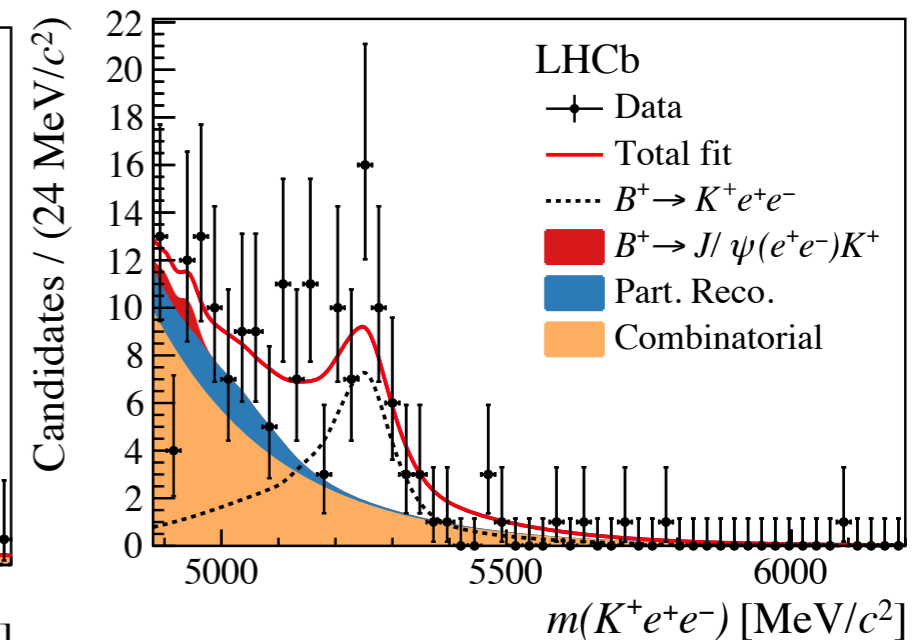 Candidates / (24 MeV/c²)
22
20
18
16
14
12
10
8
6
4
2
0
LHCb
Data
Total fit
B⁺→ K⁺e⁺e⁻
B⁺→ J/ψ(e⁺e⁻)K⁺
Part. Reco.
Combinatorial
5000 5500 6000
m(K⁺e⁺e⁻) [MeV/c²]
]